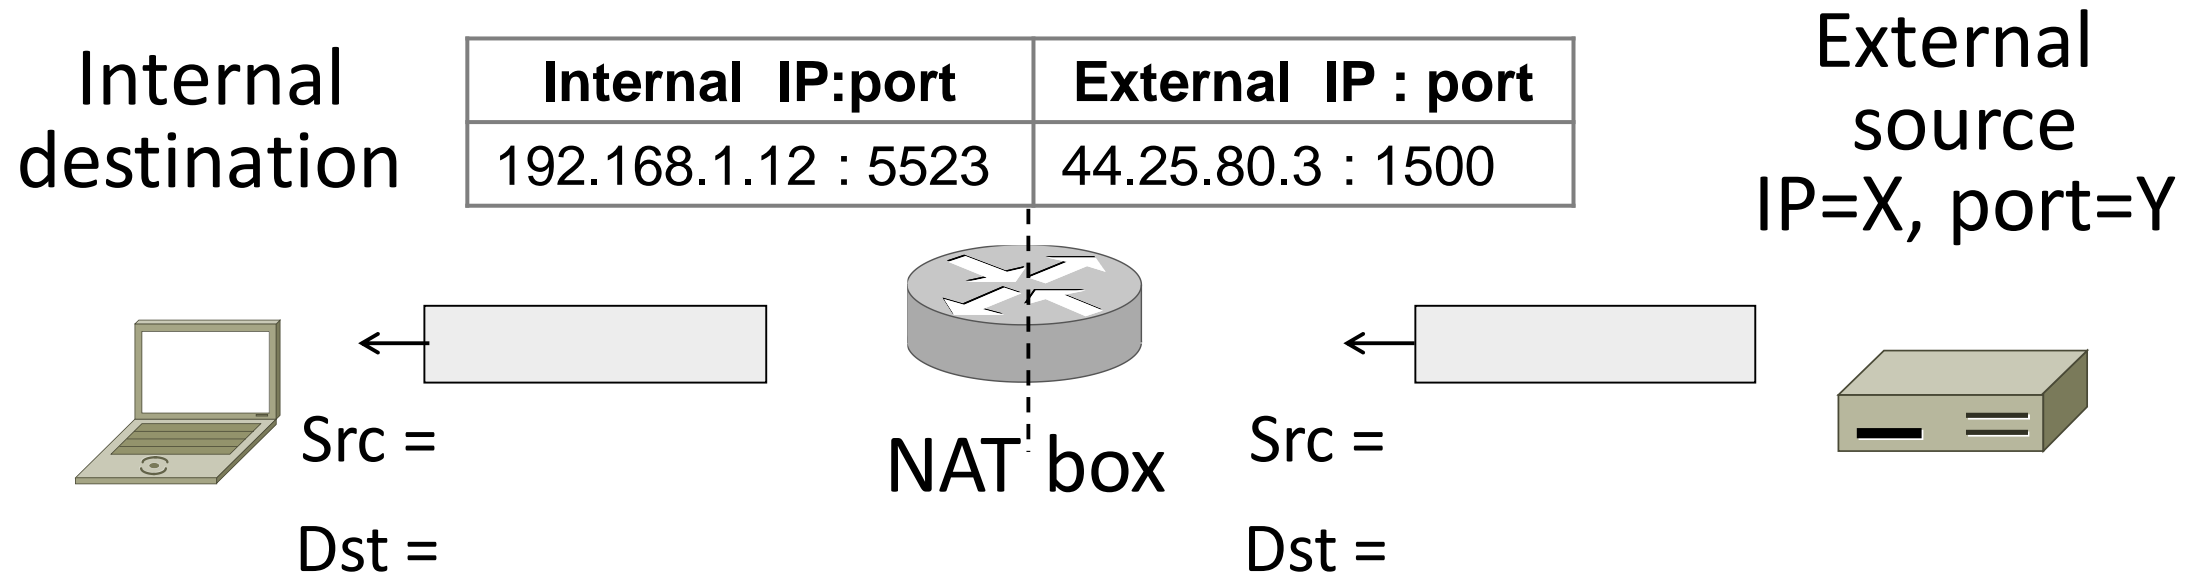 Internal
destination
Internal IP:port
External IP : port
192.168.1.12 : 5523
44.25.80.3 : 1500
External
source
IP=X, port=Y
Src =
Dst =
NAT box
Src =
Dst =